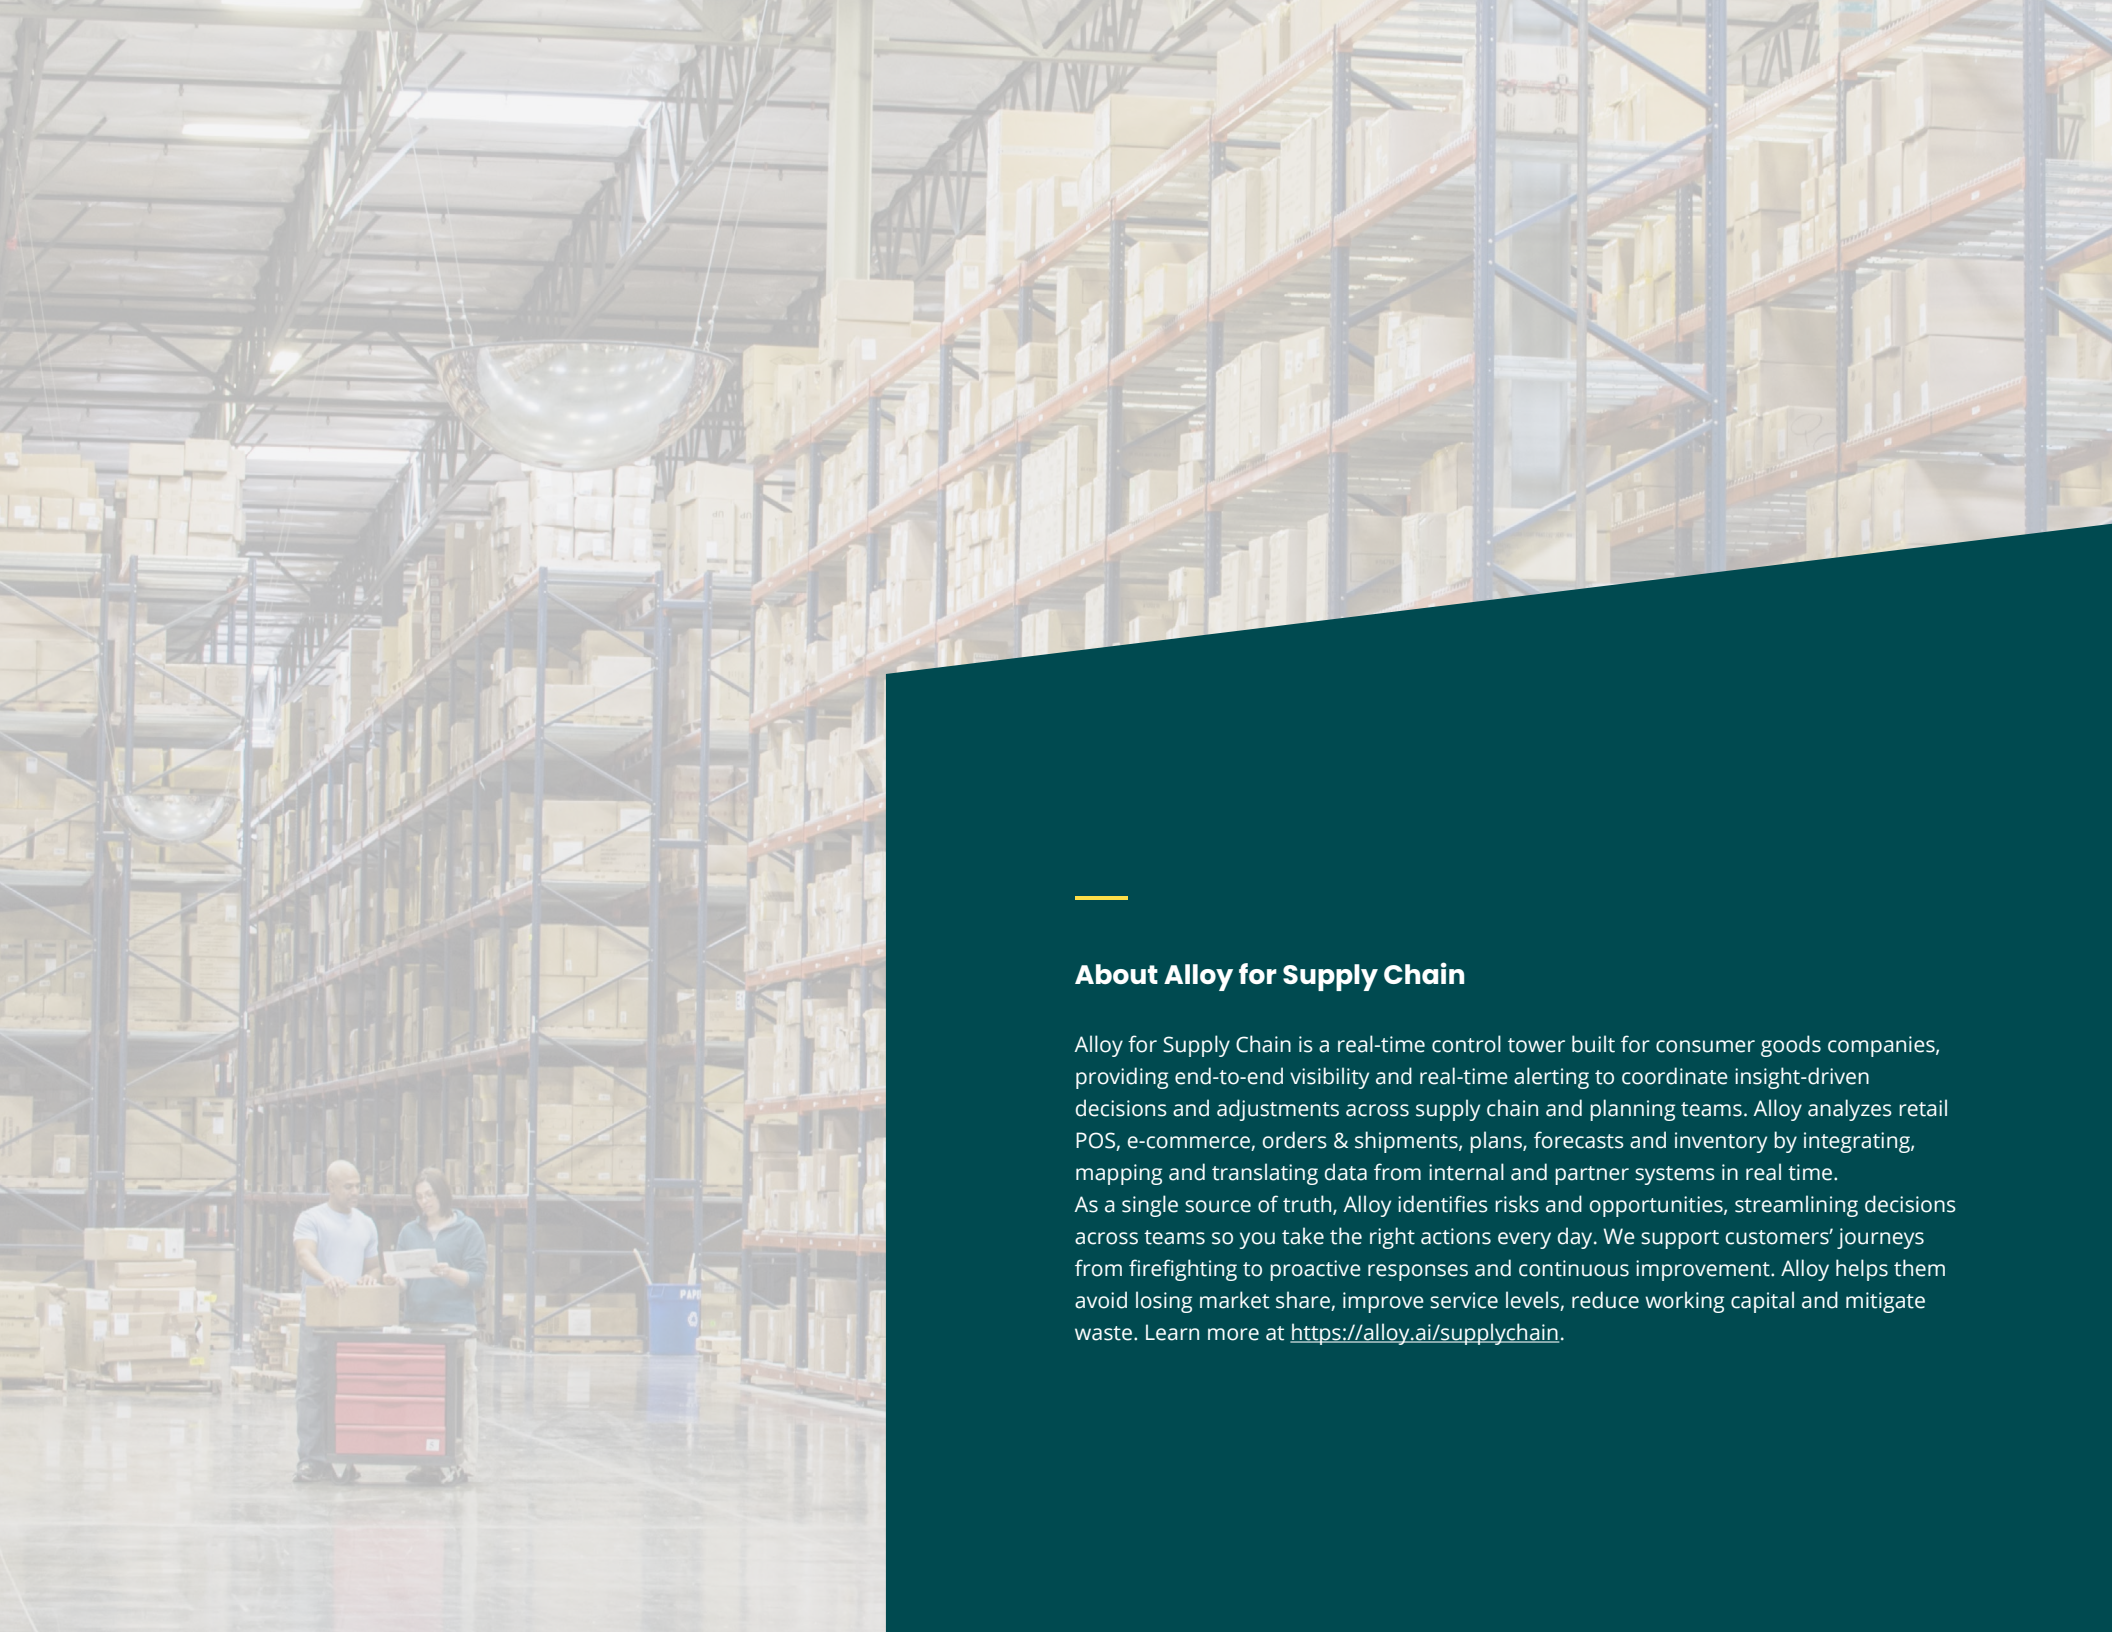 About Alloy for Supply Chain
Alloy for Supply Chain is a real-time control tower built for consumer goods companies,
providing end-to-end visibility and real-time alerting to coordinate insight-driven
decisions and adjustments across supply chain and planning teams. Alloy analyzes retail
POS, e-commerce, orders & shipments, plans, forecasts and inventory by integrating,
mapping and translating data from internal and partner systems in real time.
As a single source of truth, Alloy identifies risks and opportunities, streamlining decisions
across teams so you take the right actions every day. We support customers’ journeys
from firefighting to proactive responses and continuous improvement. Alloy helps them
avoid losing market share, improve service levels, reduce working capital and mitigate
waste. Learn more at https://alloy.ai/supplychain.